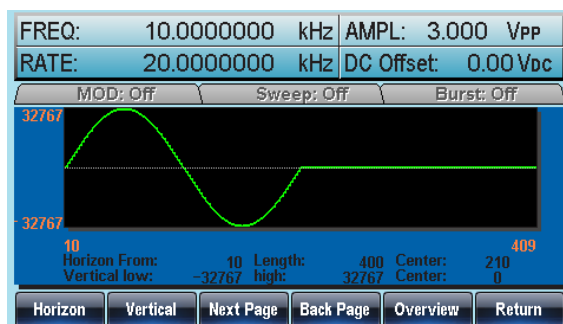 FREQ: 10.0000000 kHz AMPL: 3.000 VPP
RATE: 20.0000000 kHz DC Offset: 0.00 VDC
MOD: Off Sweep: Off Burst: Off
32767
- 32767
10 409
Horizon From: 10 Length: 400 Center: 210
Vertical low: -32767 high: 32767 Center: 0
Horizon Vertical Next Page Back Page Overview Return